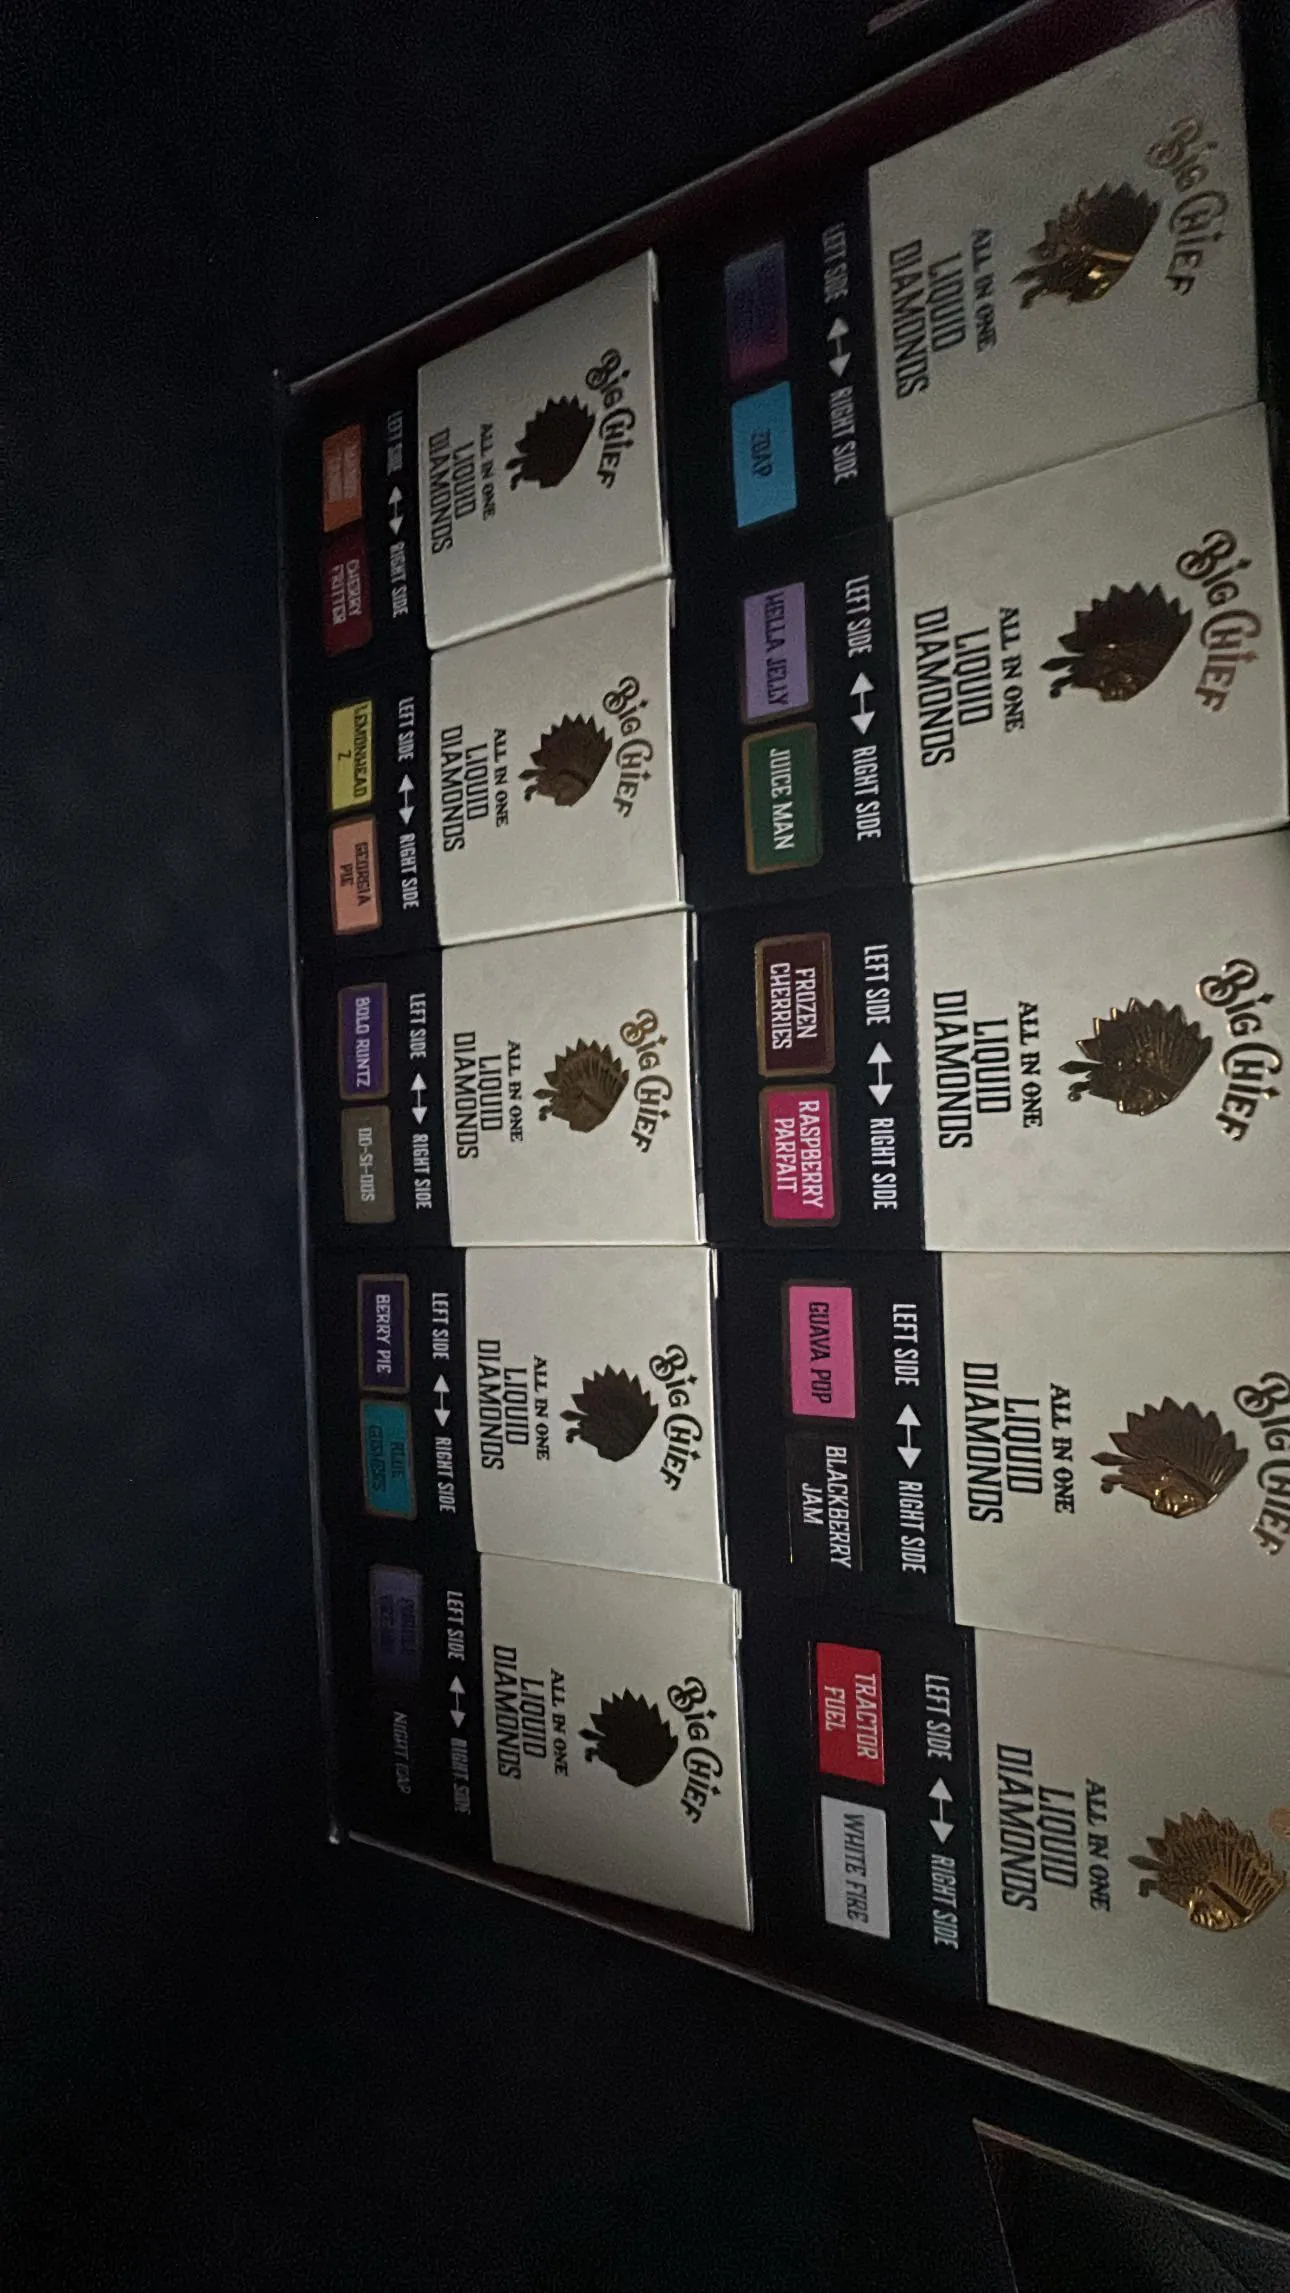 Big Chief
ALL IN ONE
LIQUID
DIAMONDS
LEFT SIDE ↔ RIGHT SIDE
ZOAP
Big Chief
ALL IN ONE
LIQUID
DIAMONDS
LEFT SIDE ↔ RIGHT SIDE
HELLA JELLY
JUICE MAN
Big Chief
ALL IN ONE
LIQUID
DIAMONDS
LEFT SIDE ↔ RIGHT SIDE
FROZEN
CHERRIES
RASPBERRY
PARFAIT
Big Chief
ALL IN ONE
LIQUID
DIAMONDS
LEFT SIDE ↔ RIGHT SIDE
GUAVA POP
BLACKBERRY
JAM
ALL IN ONE
LIQUID
DIAMONDS
LEFT SIDE ↔ RIGHT SIDE
TRACTOR
FUEL
WHITE FIRE
Big Chief
ALL IN ONE
LIQUID
DIAMONDS
LEFT SIDE ↔ RIGHT SIDE
CHERRY
FRITTER
Big Chief
ALL IN ONE
LIQUID
DIAMONDS
LEFT SIDE ↔ RIGHT SIDE
LEMONHEAD
Z
GEORGIA
PIE
Big Chief
ALL IN ONE
LIQUID
DIAMONDS
LEFT SIDE ↔ RIGHT SIDE
BOLO RUNTZ
DO-SI-DOS
Big Chief
ALL IN ONE
LIQUID
DIAMONDS
LEFT SIDE ↔ RIGHT SIDE
BERRY PIE
BLUE
GUSHERS
Big Chief
ALL IN ONE
LIQUID
DIAMONDS
LEFT SIDE ↔ RIGHT SIDE
NIGHT CAP